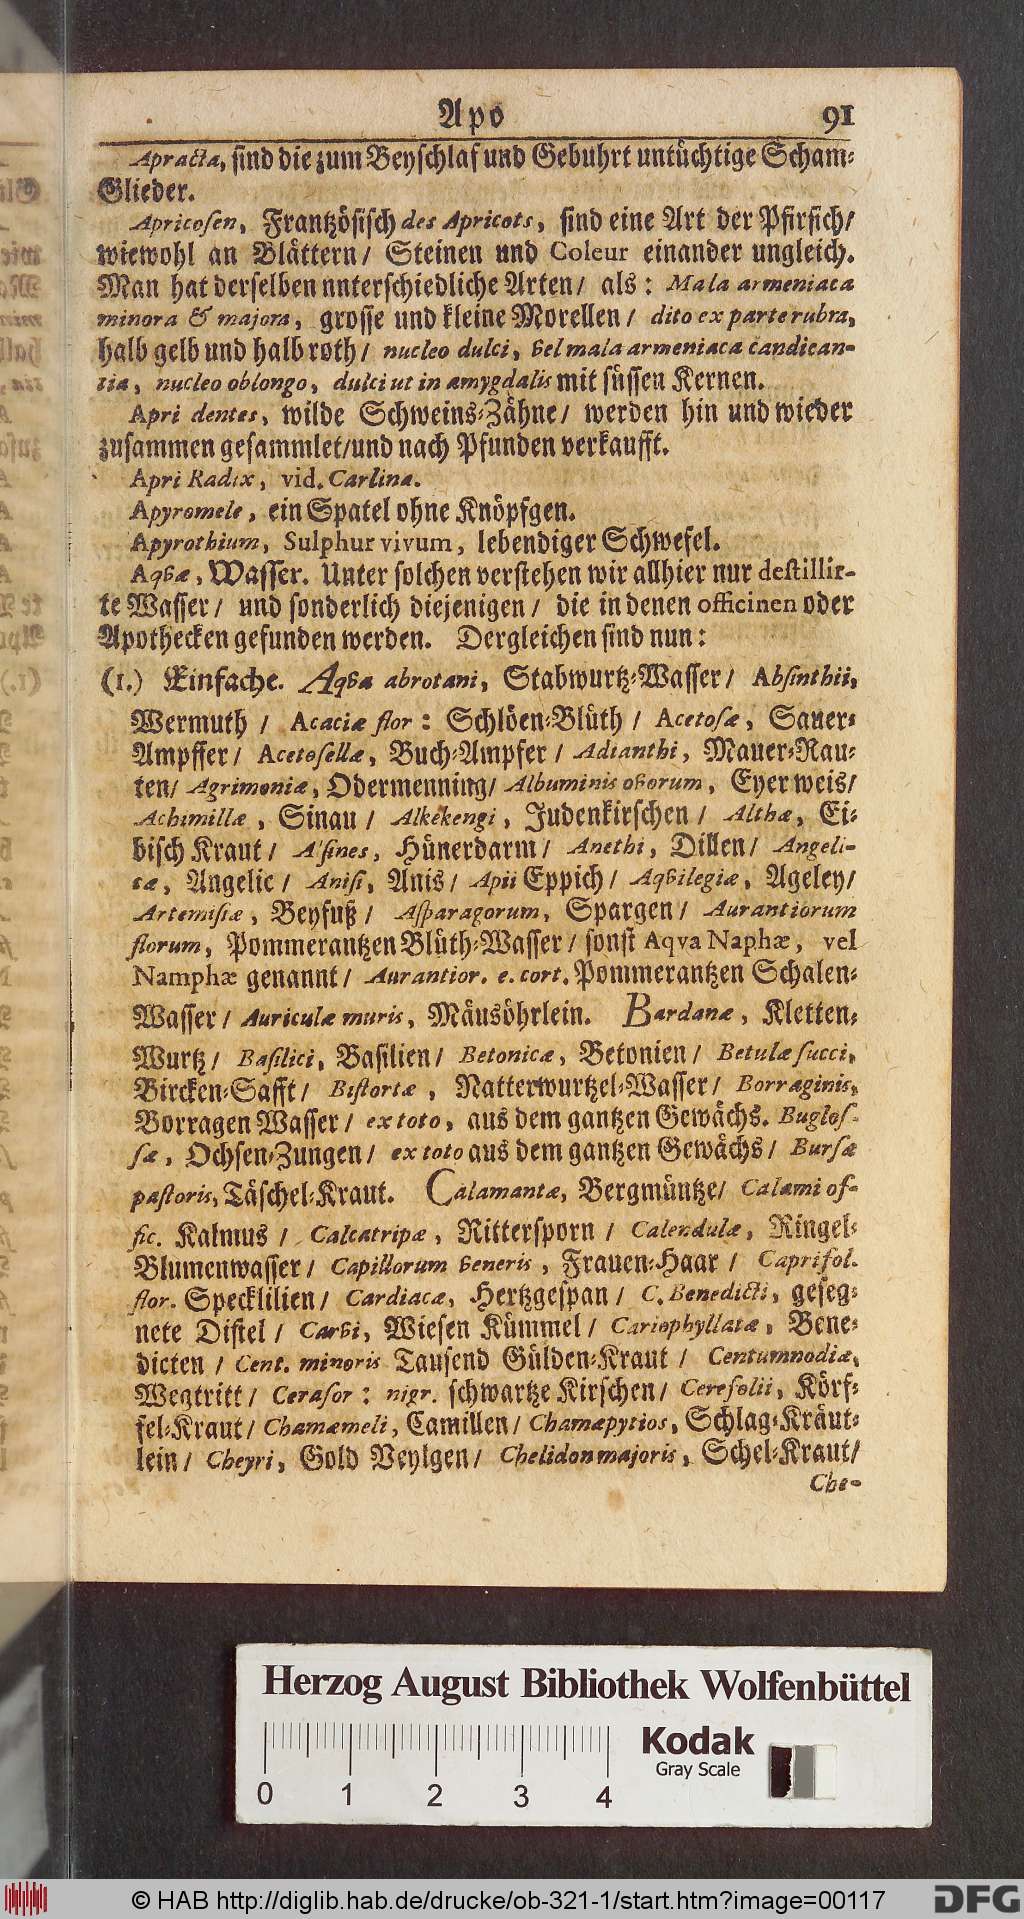 Apo 91
Apracta, sind die zum Beyschlaf und Gebuhrt untüchtige Scham-
Glieder.
Apricosen, Frantzösisch des Apricots, sind eine Art der Pfirsich/
wiewohl an Blättern/ Steinen und Coleur einander ungleich.
Man hat derselben nnterschiedliche Arten/ als: Mala armeniaca
minora & majora, grosse und kleine Morellen/ dito ex parte rubra,
halb gelb und halb roth/ nucleo dulci, vel mala armeniaca candican-
tia, nucleo oblongo, dulci ut in amygdalis mit süssen Kernen.
Apri dentes, wilde Schweins-Zähne/ werden hin und wieder
zusammen gesammlet/und nach Pfunden verkaufft.
Apri Radix, vid. Carlina.
Apyromele, ein Spatel ohne Knöpfgen.
Apyrothium, Sulphur vivum, lebendiger Schwefel.
Aqvæ, Wasser. Unter solchen verstehen wir allhier nur destillir-
te Wasser/ und sonderlich diejenigen/ die in denen officinen oder
Apothecken gefunden werden. Dergleichen sind nun:
(1.) Einfache. Aqva abrotani, Stabwurtz-Wasser/ Absinthii,
Wermuth / Acaciæ flor: Schlöen-Blüth / Acetosæ, Sauer-
Ampffer/ Acetosellæ, Buch-Ampfer / Adianthi, Mauer-Rau-
ten/ Agrimoniæ, Odermenning/ Albuminis ovorum, Eyer weis/
Achimillæ, Sinau / Alkekengi, Judenkirschen / Althæ, Ei-
bisch Kraut/ Alsines, Hünerdarm/ Anethi, Dillen/ Angeli-
cæ, Angelic / Anisi, Anis/ Apii Eppich/ Aqvilegiæ, Ageley/
Artemisiæ, Beyfuß / Asparagorum, Spargen/ Aurantiorum
florum, Pommerantzen Blüth-Wasser/ sonst Aqva Naphæ, vel
Namphæ genannt/ Aurantior. e. cort. Pommerantzen Schalen-
Wasser/ Auriculæ muris, Mäusöhrlein. Bardanæ, Kletten-
Wurtz/ Basilici, Basilien/ Betonicæ, Betonien/ Betulæ succi,
Bircken-Safft/ Bistortæ, Natterwurtzel-Wasser/ Borraginis,
Borragen Wasser/ ex toto, aus dem gantzen Gewächs. Buglos-
sæ, Ochsen-Zungen/ ex toto aus dem gantzen Gewächs/ Bursæ
pastoris, Täschel-Kraut. Calamantæ, Bergmüntze/ Calami of-
fic. Kalmus / Calcatripæ, Rittersporn / Calendulæ, Ringel-
Blumenwasser/ Capillorum veneris, Frauen-Haar / Caprifol.
flor. Specklilien/ Cardiacæ, Hertzgespan/ C. Benedicti, geseg-
nete Distel / Carvi, Wiesen Kümmel/ Cariophyllatæ, Bene-
dicten / Cent. minoris Tausend Gülden-Kraut / Centumnodiæ,
Wegtritt/ Cerasor: nigr. schwartze Kirschen/ Cerefolii, Körf-
fel-Kraut/ Chamæmeli, Camillen/ Chamæpytios, Schlag-Kräut-
lein/ Cheyri, Gold Veylgen/ Chelidon majoris, Schel-Kraut/
Che-
Herzog August Bibliothek Wolfenbüttel
0 1 2 3 4
Kodak
Gray Scale
© HAB http://diglib.hab.de/drucke/ob-321-1/start.htm?image=00117
DFG